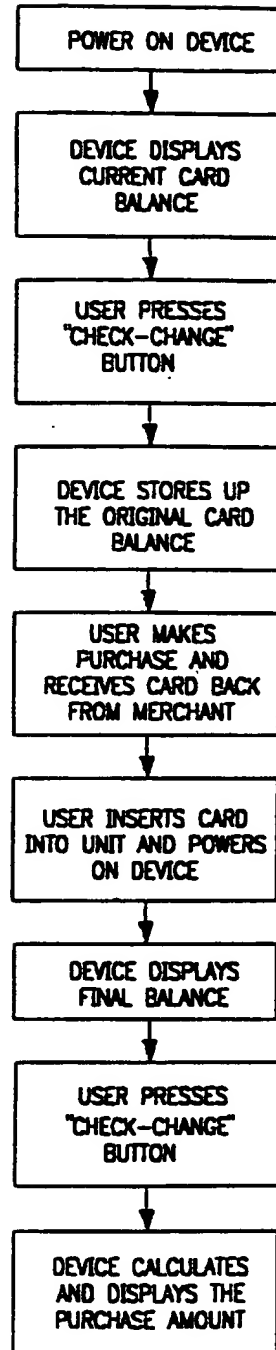 POWER ON DEVICE
DEVICE DISPLAYS
CURRENT CARD
BALANCE
USER PRESSES
"CHECK-CHANGE"
BUTTON
DEVICE STORES UP
THE ORIGINAL CARD
BALANCE
USER MAKES
PURCHASE AND
RECEIVES CARD BACK
FROM MERCHANT
USER INSERTS CARD
INTO UNIT AND POWERS
ON DEVICE
DEVICE DISPLAYS
FINAL BALANCE
USER PRESSES
"CHECK-CHANGE"
BUTTON
DEVICE CALCULATES
AND DISPLAYS THE
PURCHASE AMOUNT